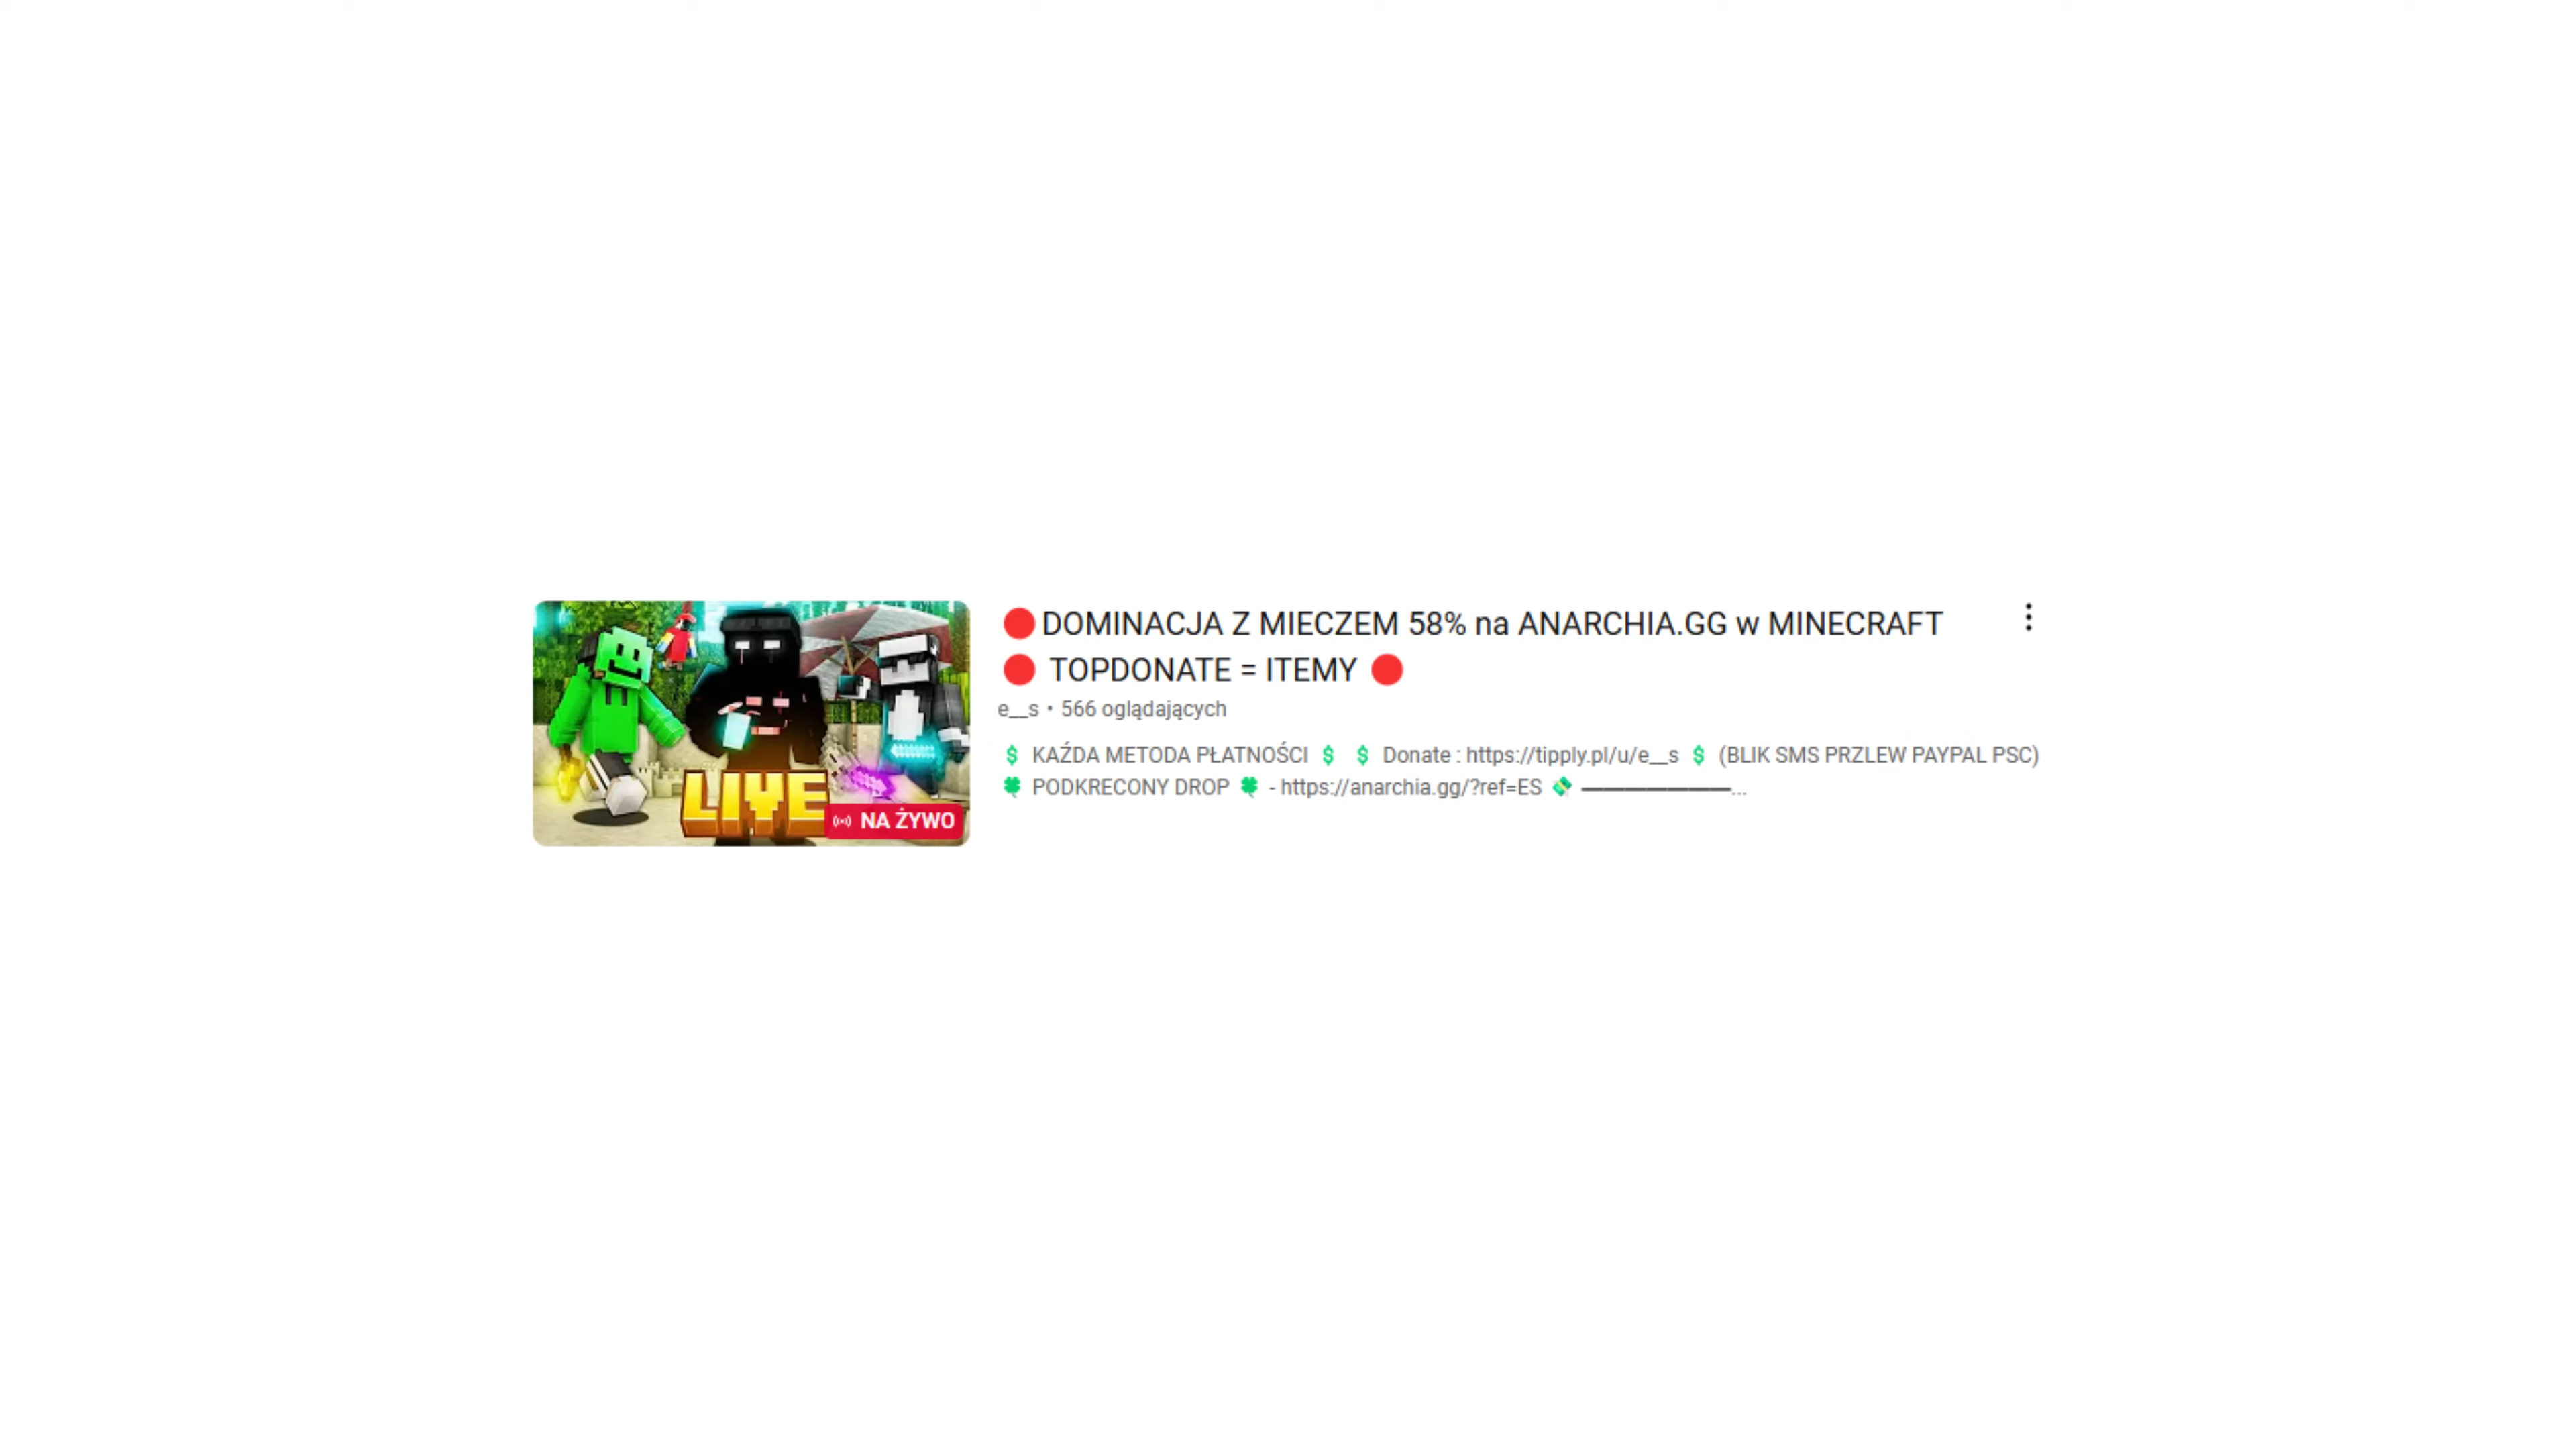 🔴DOMINACJA Z MIECZEM 58% na ANARCHIA.GG w MINECRAFT
🔴 TOPDONATE = ITEMY 🔴
e__s • 566 oglądających
💲 KAŹDA METODA PŁATNOŚCI 💲 💲 Donate : https://tipply.pl/u/e__s 💲 (BLIK SMS PRZLEW PAYPAL PSC)
🍀 PODKRECONY DROP 🍀 - https://anarchia.gg/?ref=ES 💸 ▬▬▬▬▬▬▬...
LIVE
NA ŻYWO